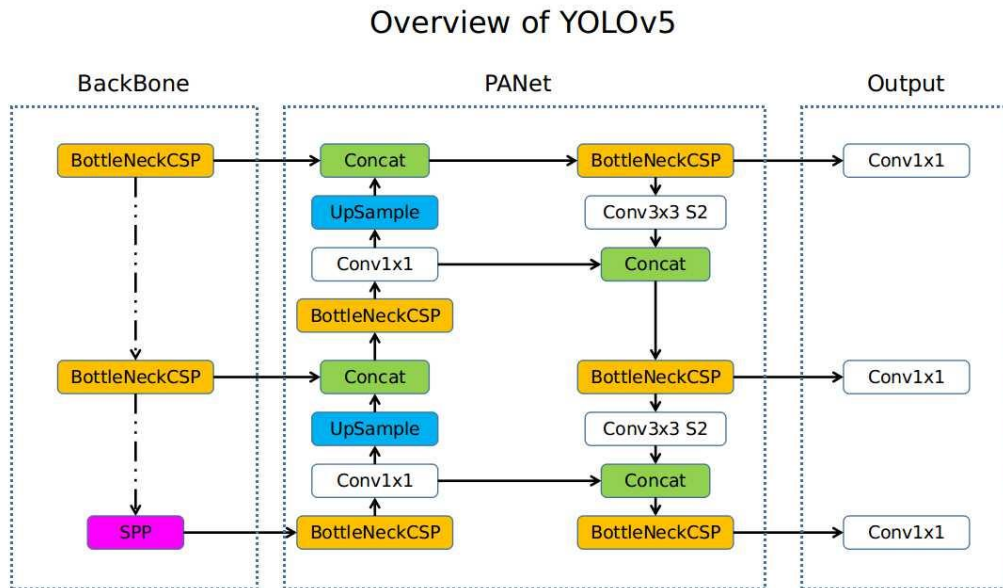 Overview of YOLOv5
BackBone
PANet
Output
BottleNeckCSP
Concat
BottleNeckCSP
Conv1x1
UpSample
Conv3x3 S2
Conv1x1
Concat
BottleNeckCSP
BottleNeckCSP
Concat
BottleNeckCSP
Conv1x1
UpSample
Conv3x3 S2
Conv1x1
Concat
SPP
BottleNeckCSP
BottleNeckCSP
Conv1x1